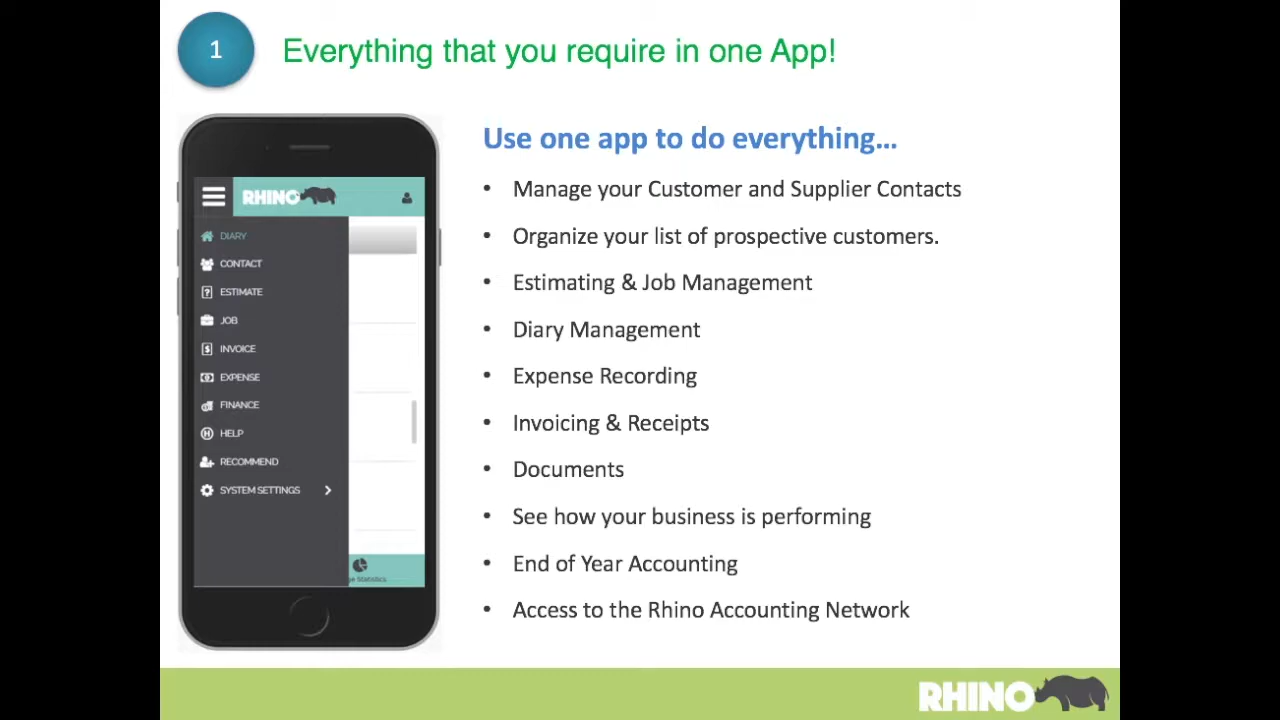 1
Everything that you require in one App!
RHINO
DIARY
CONTACT
ESTIMATE
JOB
INVOICE
EXPENSE
FINANCE
HELP
RECOMMEND
SYSTEM SETTINGS
Statistics
Use one app to do everything...
• Manage your Customer and Supplier Contacts
• Organize your list of prospective customers.
• Estimating & Job Management
• Diary Management
• Expense Recording
• Invoicing & Receipts
• Documents
• See how your business is performing
• End of Year Accounting
• Access to the Rhino Accounting Network
RHINO